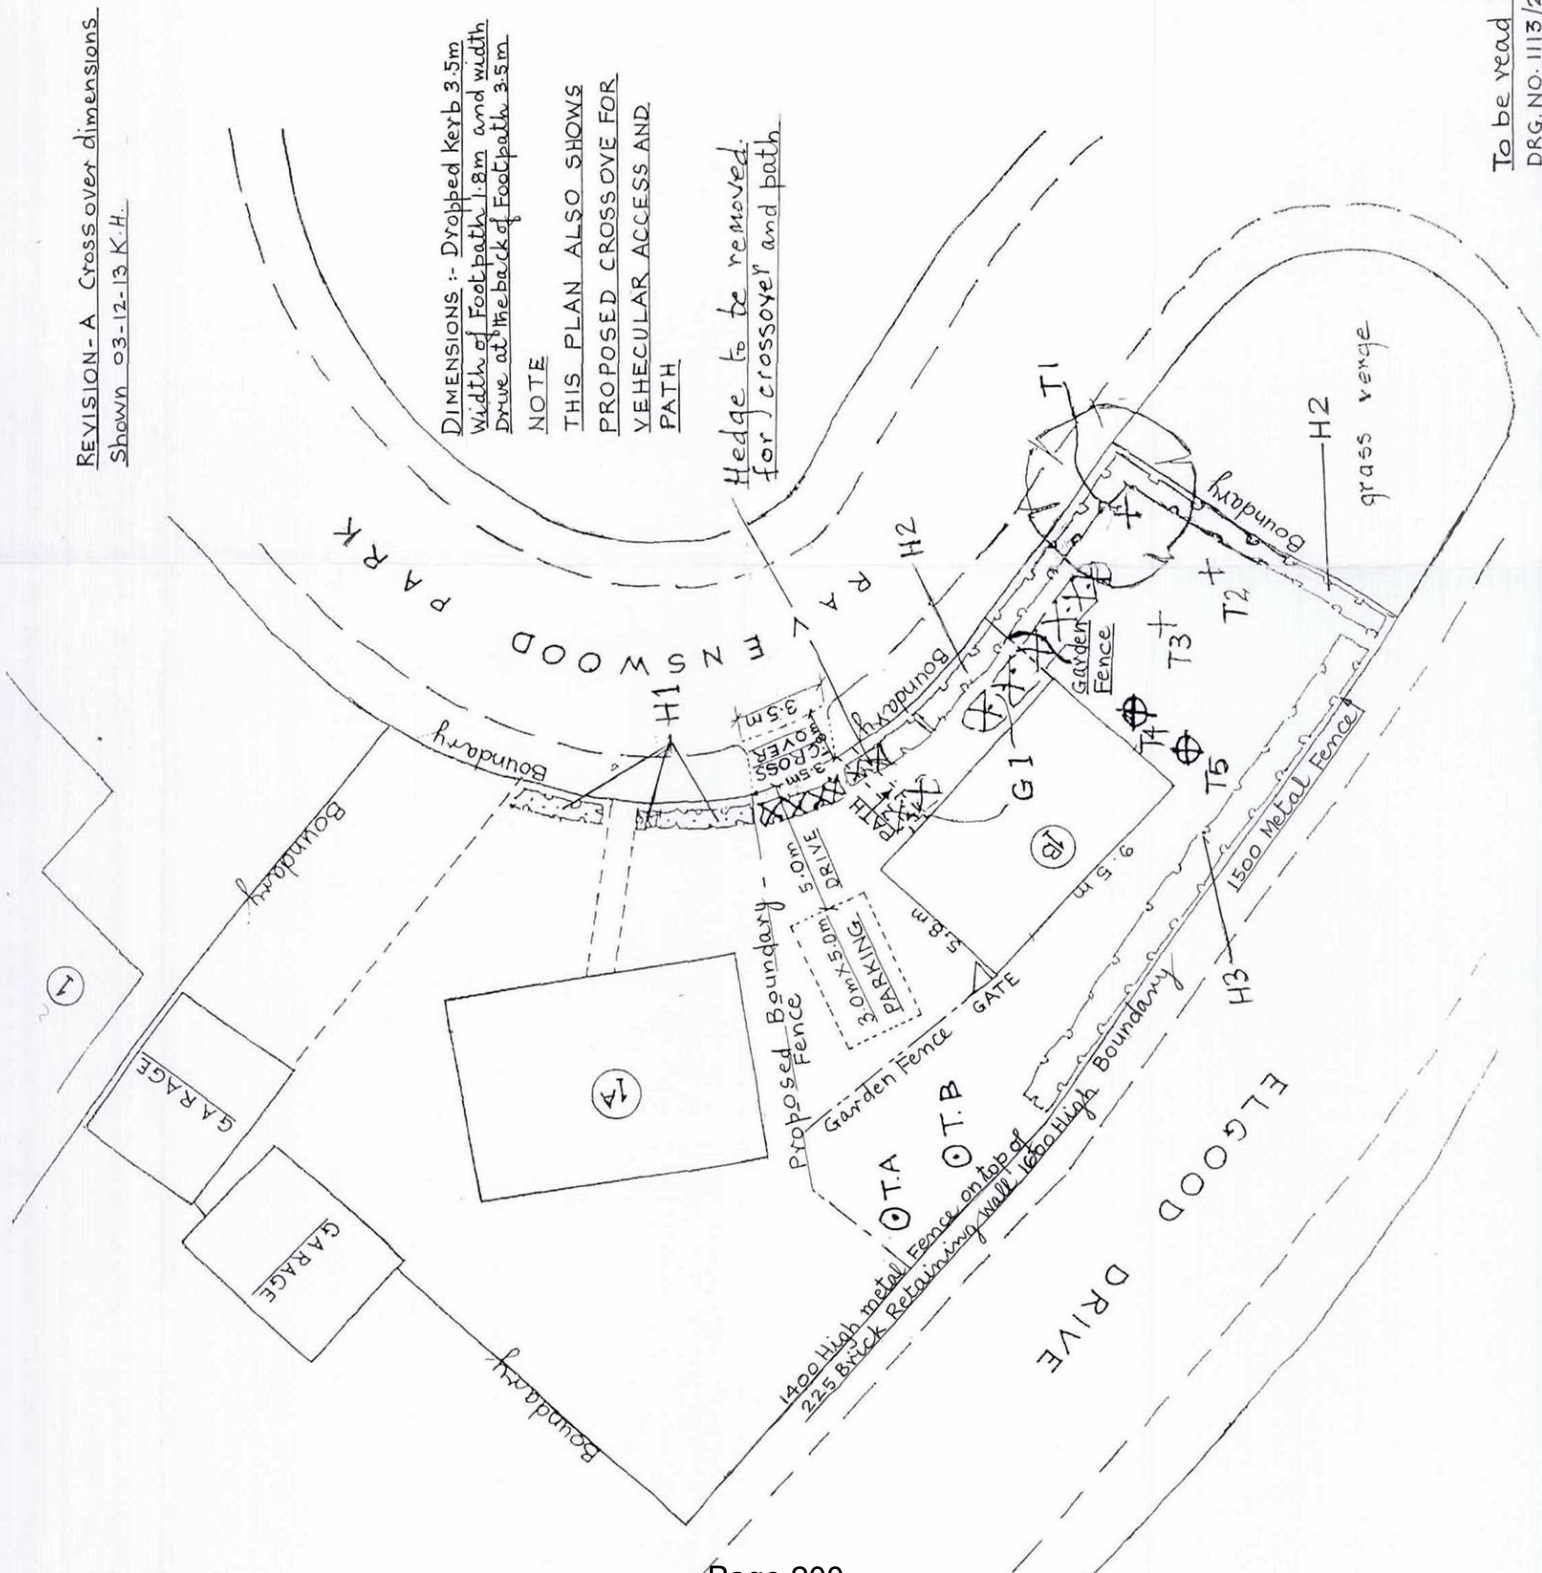 REVISION-A Cross over dimensions
Shown 03-12-13 K.H.
DIMENSIONS :- Dropped Kerb 3.5m
Width of Footpath 1.8m and width
Drive at the back of Footpath 3.5m
NOTE
THIS PLAN ALSO SHOWS
PROPOSED CROSSOVE FOR
VEHECULAR ACCESS AND
PATH
Hedge to be removed.
for crossover and path
To be read
DRG. NO. 1113/2
RAVENSWOOD PARK
T1
H2
grass verge
Boundary
H2
Boundary
T2
T3
Garden
Fence
T4
T5
G1
H1
3.5m
CROSS
OVER
3.5m
PATH
Boundary
Boundary
Boundary
1
GARAGE
GARAGE
1A
Proposed Boundary -
Fence
5.0m
DRIVE
3.0m x 5.0m
PARKING
1B
9.5m
5.8m
GATE
Garden Fence
T.A
T.B
H3
1500 Metal Fence
1400 High metal Fence on top of
225 Brick Retaining Wall 1600 High Boundary
Boundary
ELGOOD DRIVE
Page 200